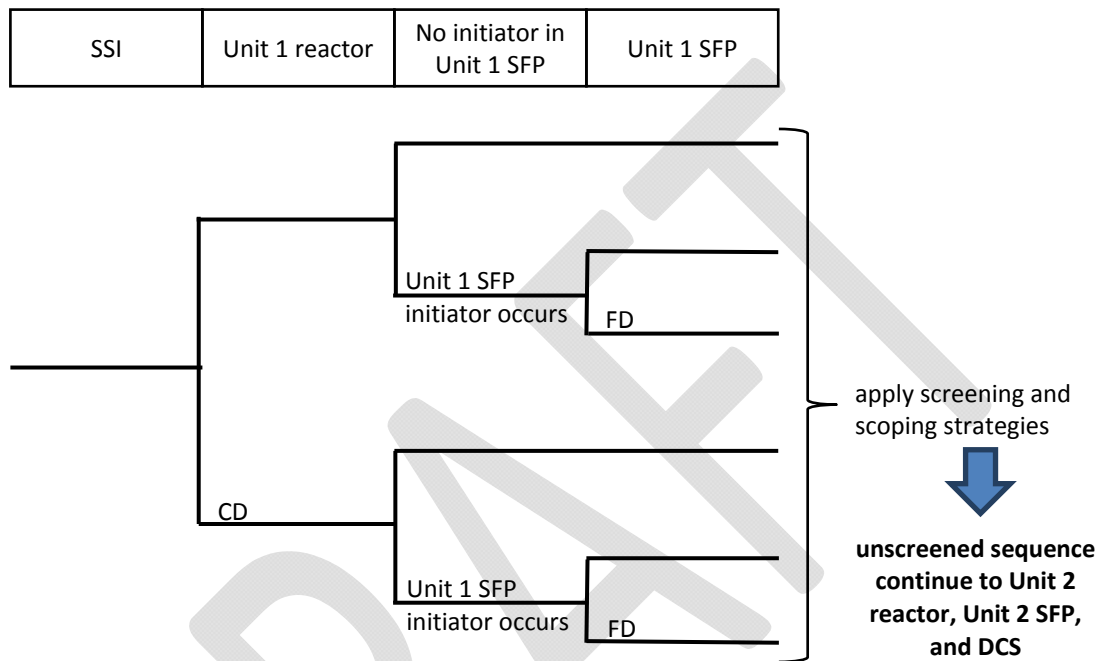 SSI
Unit 1 reactor
No initiator in
Unit 1 SFP
Unit 1 SFP
Unit 1 SFP
initiator occurs
FD
apply screening and
scoping strategies
CD
unscreened sequence
continue to Unit 2
reactor, Unit 2 SFP,
and DCS
Unit 1 SFP
initiator occurs
FD
DRAFT